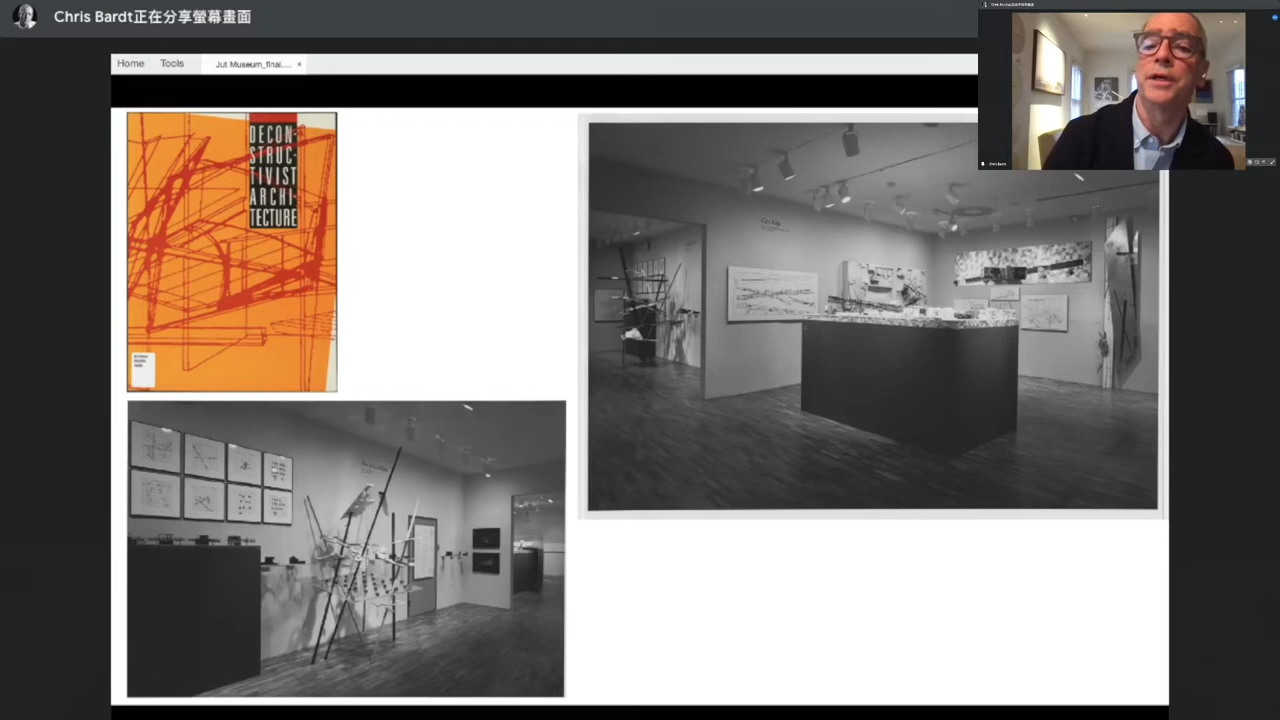 Chris Bardt正在分享螢幕畫面
Home Tools Jut Museum_final.... ×
DECON-
STRUC-
TIVIST
ARCHI-
TECTURE